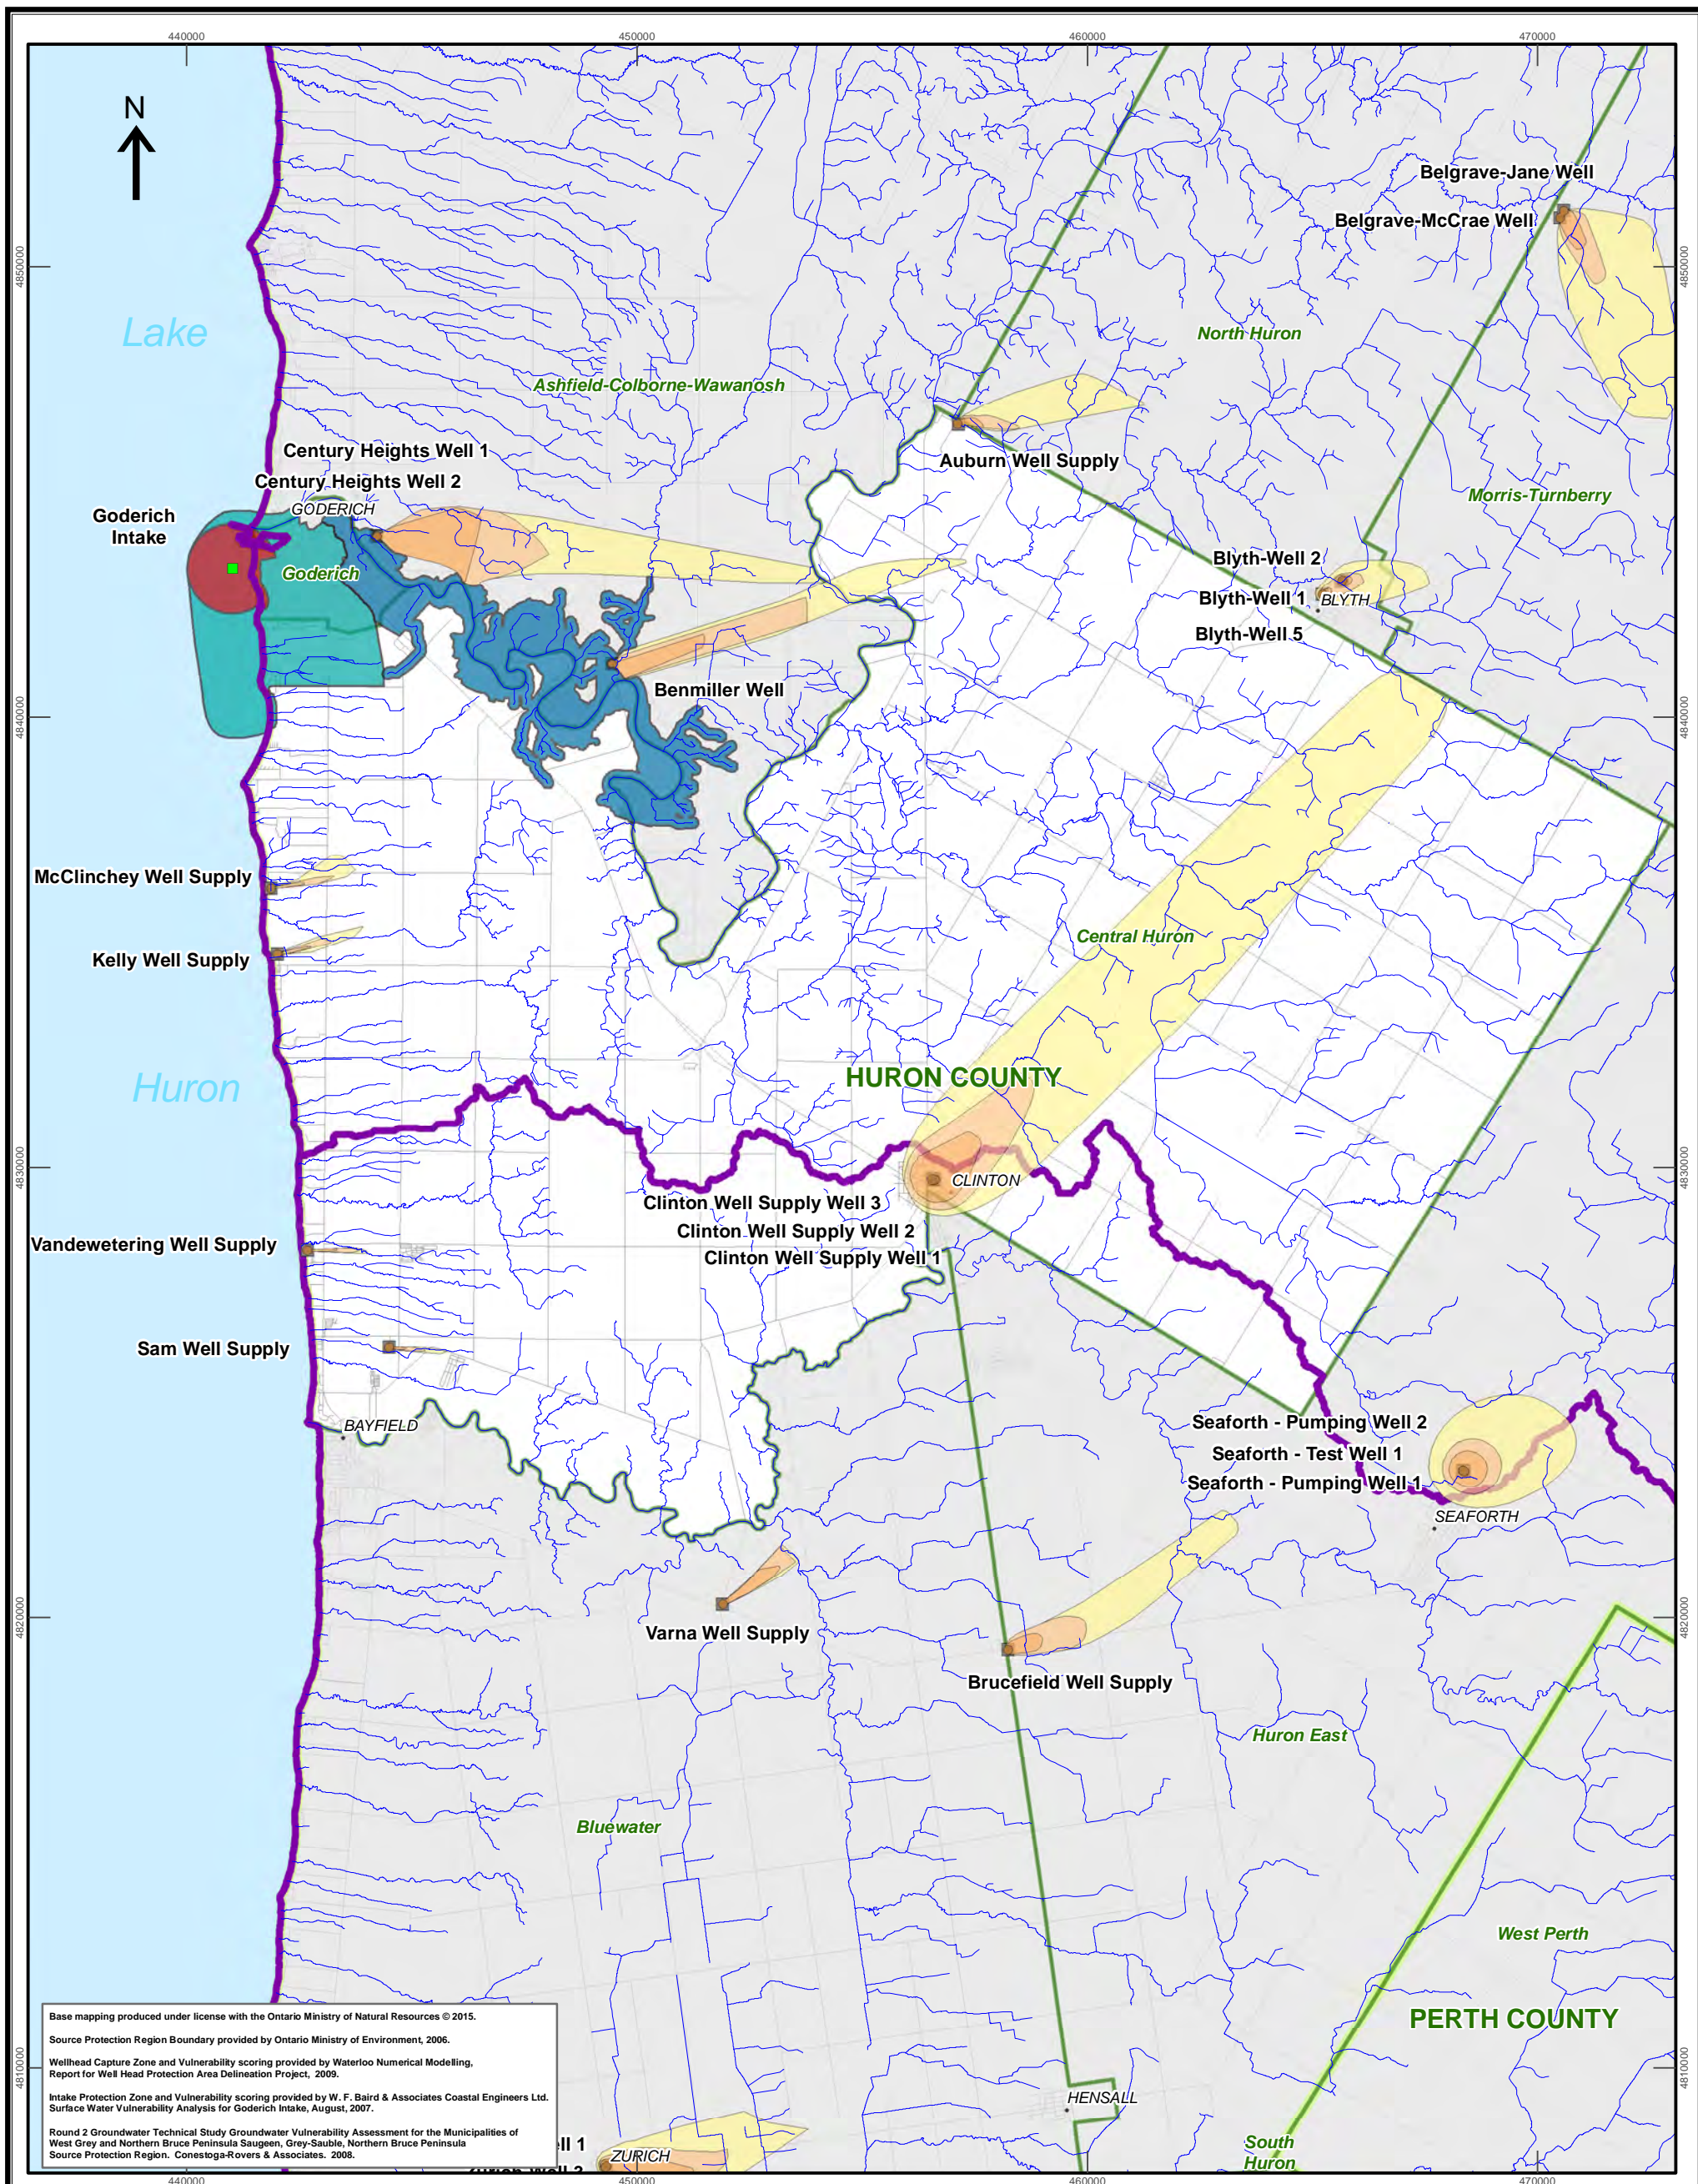 440000
450000
460000
470000
N
Belgrave-Jane Well
Belgrave-McCrae Well
4850000
4850000
Lake
North Huron
Ashfield-Colborne-Wawanosh
Century Heights Well 1
Auburn Well Supply
Century Heights Well 2
Morris-Turnberry
GODERICH
Goderich
Intake
Blyth-Well 2
Goderich
Blyth-Well 1
BLYTH
Blyth-Well 5
Benmiller Well
4840000
4840000
McClinchey Well Supply
Central Huron
Kelly Well Supply
HURON COUNTY
Huron
4830000
4830000
CLINTON
Clinton Well Supply Well 3
Clinton Well Supply Well 2
Vandewetering Well Supply
Clinton Well Supply Well 1
Sam Well Supply
BAYFIELD
Seaforth - Pumping Well 2
Seaforth - Test Well 1
Seaforth - Pumping Well 1
SEAFORTH
4820000
4820000
Varna Well Supply
Brucefield Well Supply
Huron East
Bluewater
West Perth
PERTH COUNTY
Base mapping produced under license with the Ontario Ministry of Natural Resources © 2015.
Source Protection Region Boundary provided by Ontario Ministry of Environment, 2006.
Wellhead Capture Zone and Vulnerability scoring provided by Waterloo Numerical Modelling,
Report for Well Head Protection Area Delineation Project, 2009.
Intake Protection Zone and Vulnerability scoring provided by W. F. Baird & Associates Coastal Engineers Ltd.
Surface Water Vulnerability Analysis for Goderich Intake, August, 2007.
Round 2 Groundwater Technical Study Groundwater Vulnerability Assessment for the Municipalities of
West Grey and Northern Bruce Peninsula Saugeen, Grey-Sauble, Northern Bruce Peninsula
Source Protection Region. Conestoga-Rovers & Associates. 2008.
4810000
4810000
HENSALL
ell 1
ZURICH
South
Huron
440000
450000
460000
470000